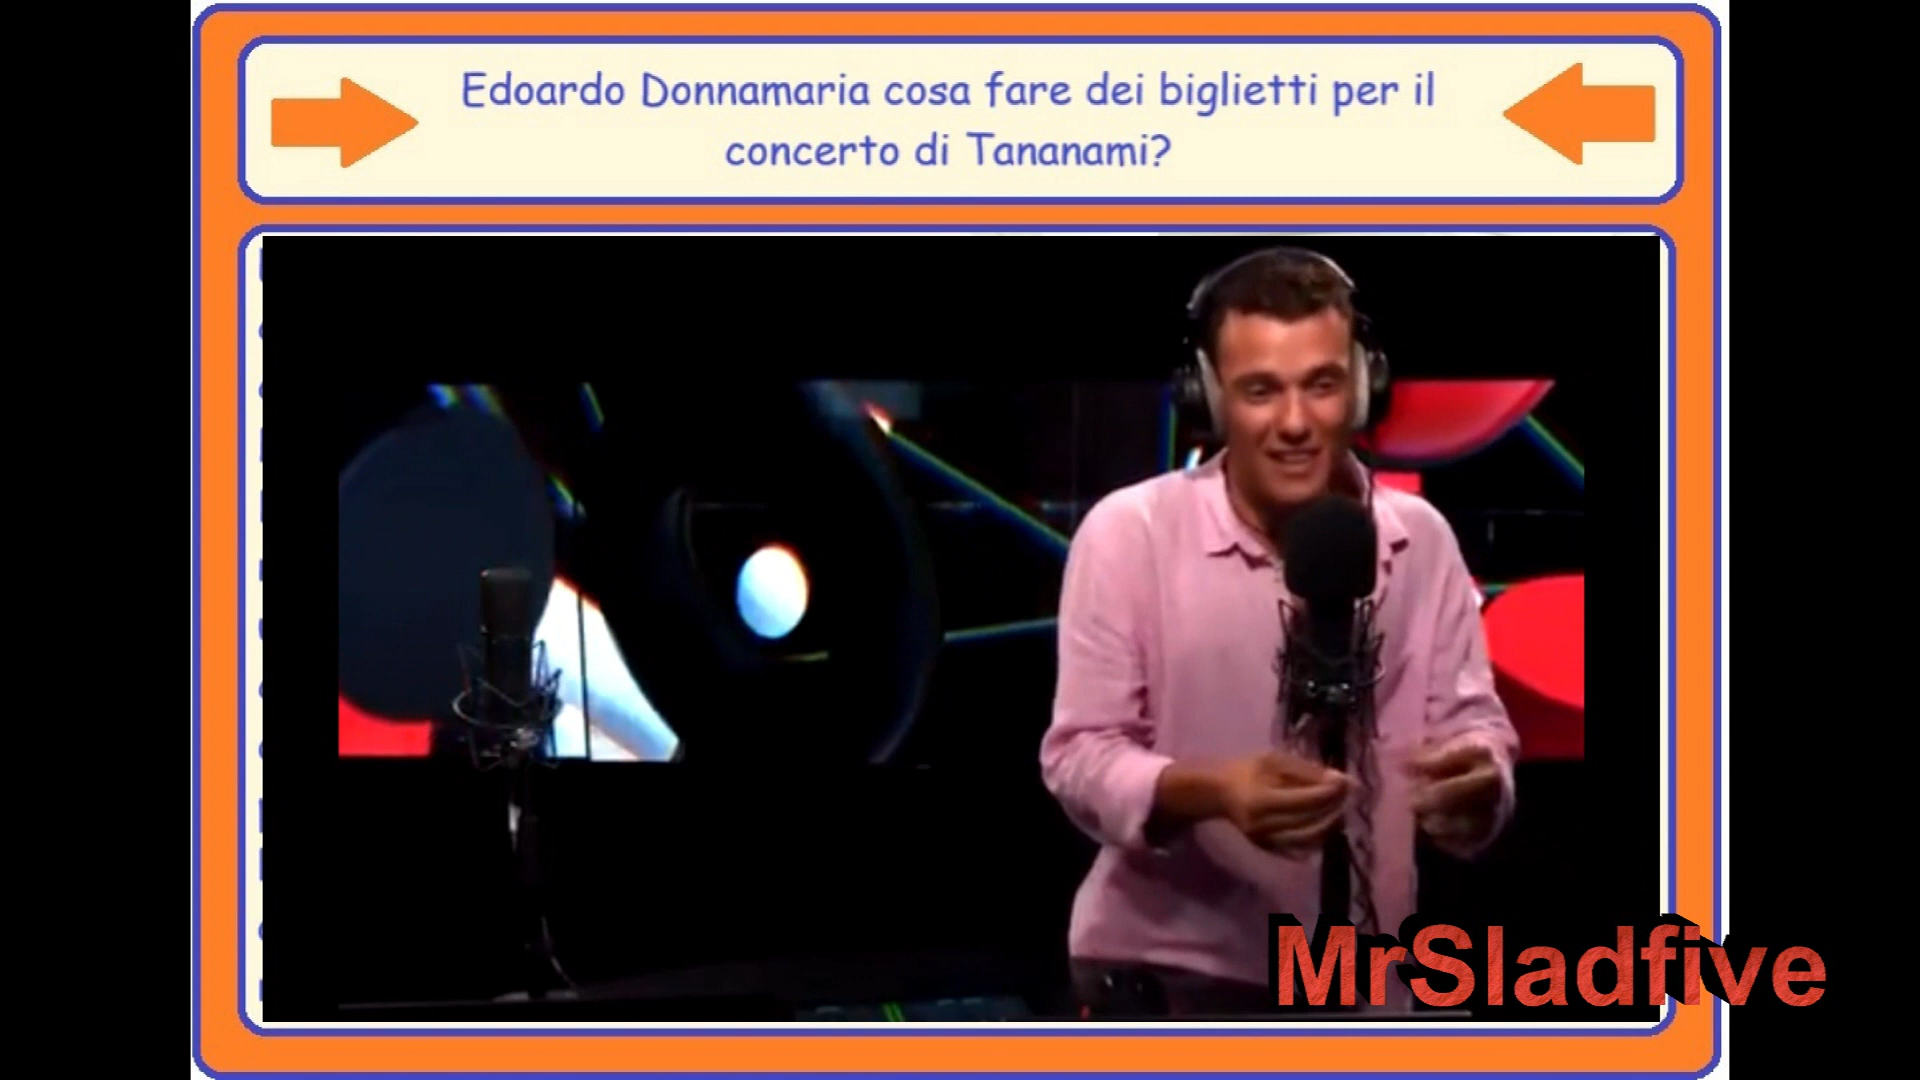 Edoardo Donnamaria cosa fare dei biglietti per il
concerto di Tananami?
MrSladfive